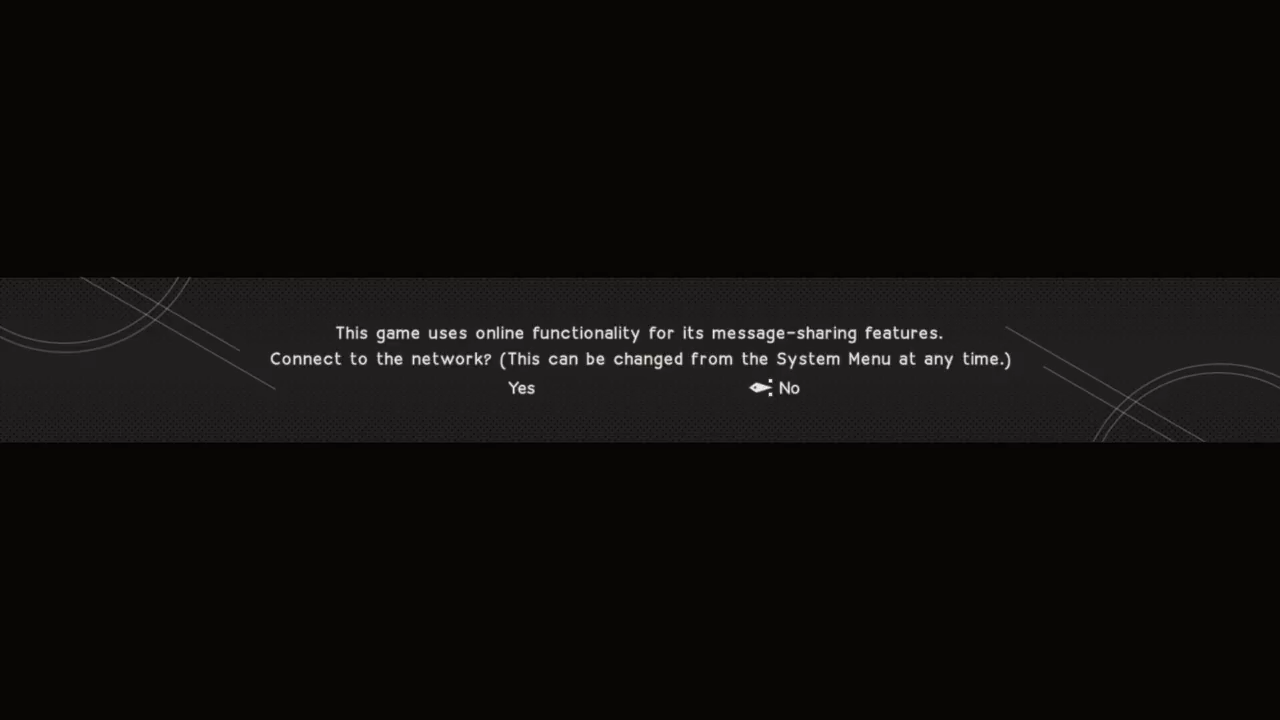 This game uses online functionality for its message-sharing features.
Connect to the network? (This can be changed from the System Menu at any time.)
Yes No